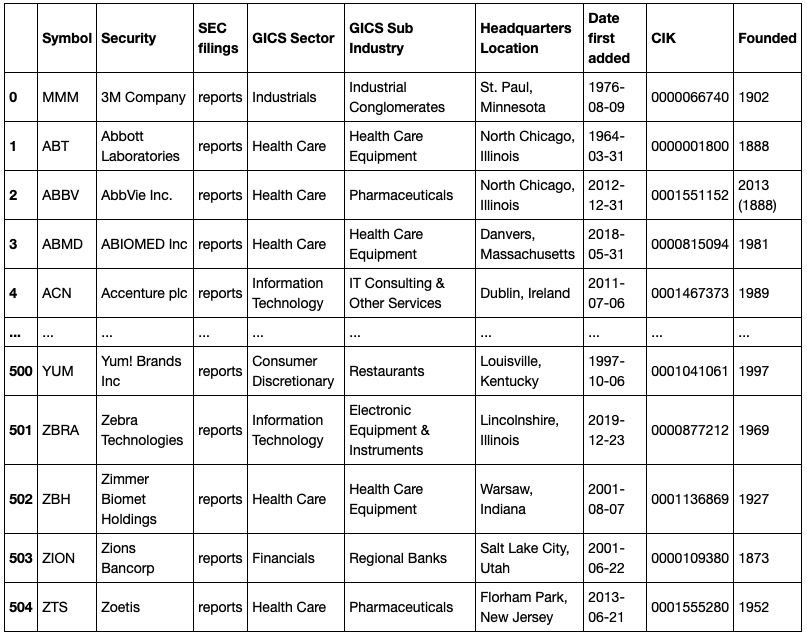 Symbol Security SEC filings GICS Sector GICS Sub Industry Headquarters Location Date first added CIK Founded
0 MMM 3M Company reports Industrials Industrial Conglomerates St. Paul, Minnesota 1976-08-09 0000066740 1902
1 ABT Abbott Laboratories reports Health Care Health Care Equipment North Chicago, Illinois 1964-03-31 0000001800 1888
2 ABBV AbbVie Inc. reports Health Care Pharmaceuticals North Chicago, Illinois 2012-12-31 0001551152 2013 (1888)
3 ABMD ABIOMED Inc reports Health Care Health Care Equipment Danvers, Massachusetts 2018-05-31 0000815094 1981
4 ACN Accenture plc reports Information Technology IT Consulting & Other Services Dublin, Ireland 2011-07-06 0001467373 1989
... ... ... ... ... ... ... ... ... ...
500 YUM Yum! Brands Inc reports Consumer Discretionary Restaurants Louisville, Kentucky 1997-10-06 0001041061 1997
501 ZBRA Zebra Technologies reports Information Technology Electronic Equipment & Instruments Lincolnshire, Illinois 2019-12-23 0000877212 1969
502 ZBH Zimmer Biomet Holdings reports Health Care Health Care Equipment Warsaw, Indiana 2001-08-07 0001136869 1927
503 ZION Zions Bancorp reports Financials Regional Banks Salt Lake City, Utah 2001-06-22 0000109380 1873
504 ZTS Zoetis reports Health Care Pharmaceuticals Florham Park, New Jersey 2013-06-21 0001555280 1952